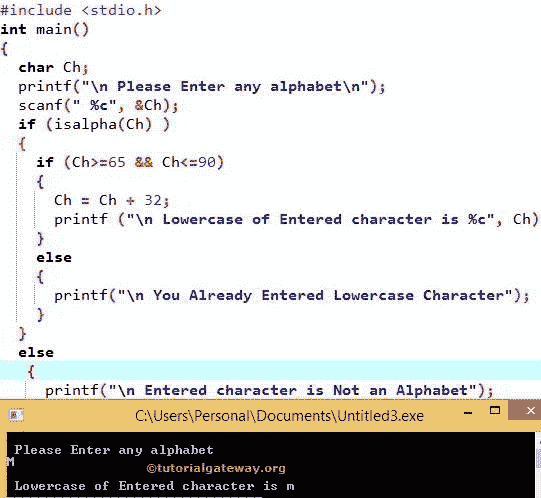 #include <stdio.h>
int main()
{
char Ch;
printf("\n Please Enter any alphabet\n");
scanf(" %c", &Ch);
if (isalpha(Ch) )
{
if (Ch>=65 && Ch<=90)
{
Ch = Ch + 32;
printf ("\n Lowercase of Entered character is %c", Ch)
}
else
{
printf("\n You Already Entered Lowercase Character");
}
}
else
{
printf("\n Entered character is Not an Alphabet");
C:\Users\Personal\Documents\Untitled3.exe
Please Enter any alphabet
M
©tutorialgateway.org
Lowercase of Entered character is m